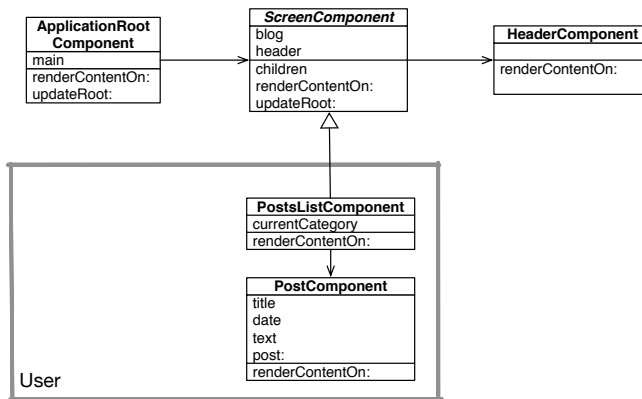 ApplicationRoot
Component
main
renderContentOn:
updateRoot:
ScreenComponent
blog
header
children
renderContentOn:
updateRoot:
HeaderComponent
renderContentOn:
PostsListComponent
currentCategory
renderContentOn:
PostComponent
title
date
text
post:
renderContentOn:
User